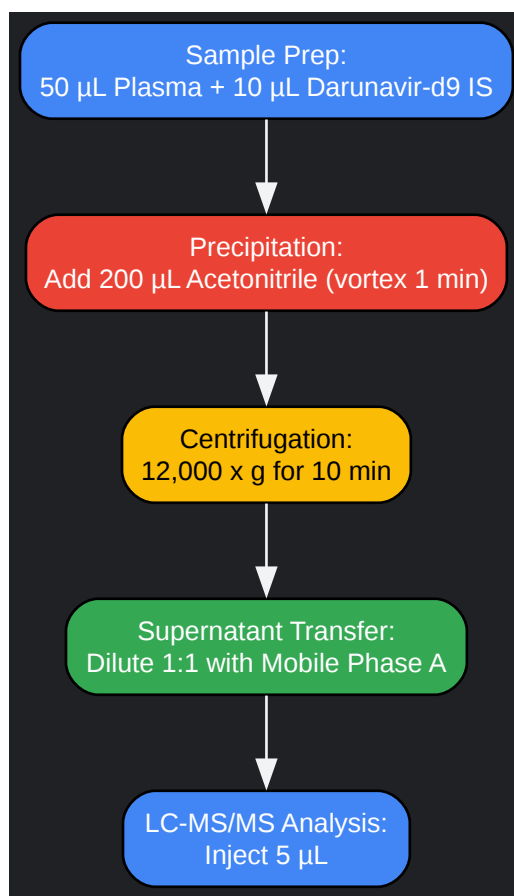 Sample Prep:
50 µL Plasma + 10 µL Darunavir-d9 IS
Precipitation:
Add 200 µL Acetonitrile (vortex 1 min)
Centrifugation:
12,000 x g for 10 min
Supernatant Transfer:
Dilute 1:1 with Mobile Phase A
LC-MS/MS Analysis:
Inject 5 µL